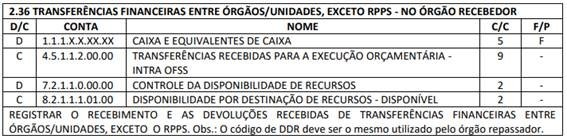 2.36 TRANSFERÊNCIAS FINANCEIRAS ENTRE ÓRGÃOS/UNIDADES, EXCETO RPPS - NO ÓRGÃO RECEBEDOR
D/C CONTA NOME C/C F/P
D 1.1.1.X.X.XX.XX CAIXA E EQUIVALENTES DE CAIXA 5 F
C 4.5.1.1.2.00.00 TRANSFERÊNCIAS RECEBIDAS PARA A EXECUÇÃO ORÇAMENTÁRIA - 9 -
INTRA OFSS
D 7.2.1.1.0.00.00 CONTROLE DA DISPONIBILIDADE DE RECURSOS 2 -
C 8.2.1.1.1.01.00 DISPONIBILIDADE POR DESTINAÇÃO DE RECURSOS - DISPONÍVEL 2 -
REGISTRAR O RECEBIMENTO E AS DEVOLUÇÕES RECEBIDAS DE TRANSFERÊNCIAS FINANCEIRAS ENTRE
ÓRGÃOS/UNIDADES, EXCETO O RPPS. Obs.: O código de DDR deve ser o mesmo utilizado pelo órgão repassador.